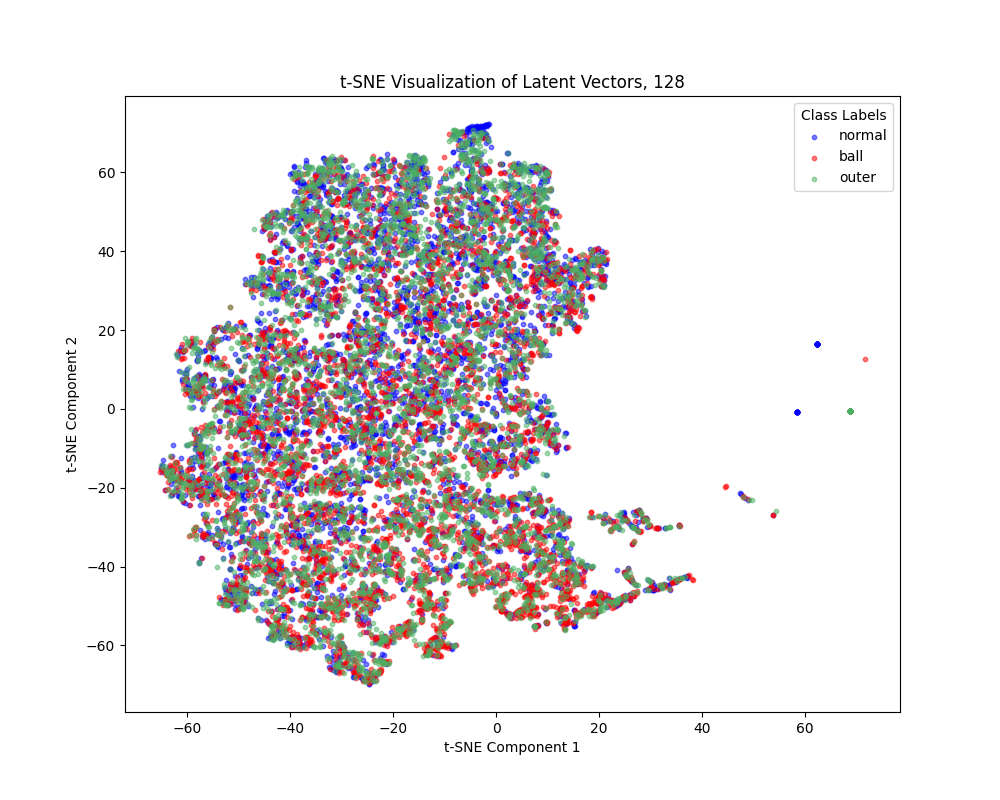 t-SNE Visualization of Latent Vectors, 128
Class Labels
normal
ball
outer
60
40
20
0
−20
−40
−60
t-SNE Component 2
−60
−40
−20
0
20
40
60
t-SNE Component 1